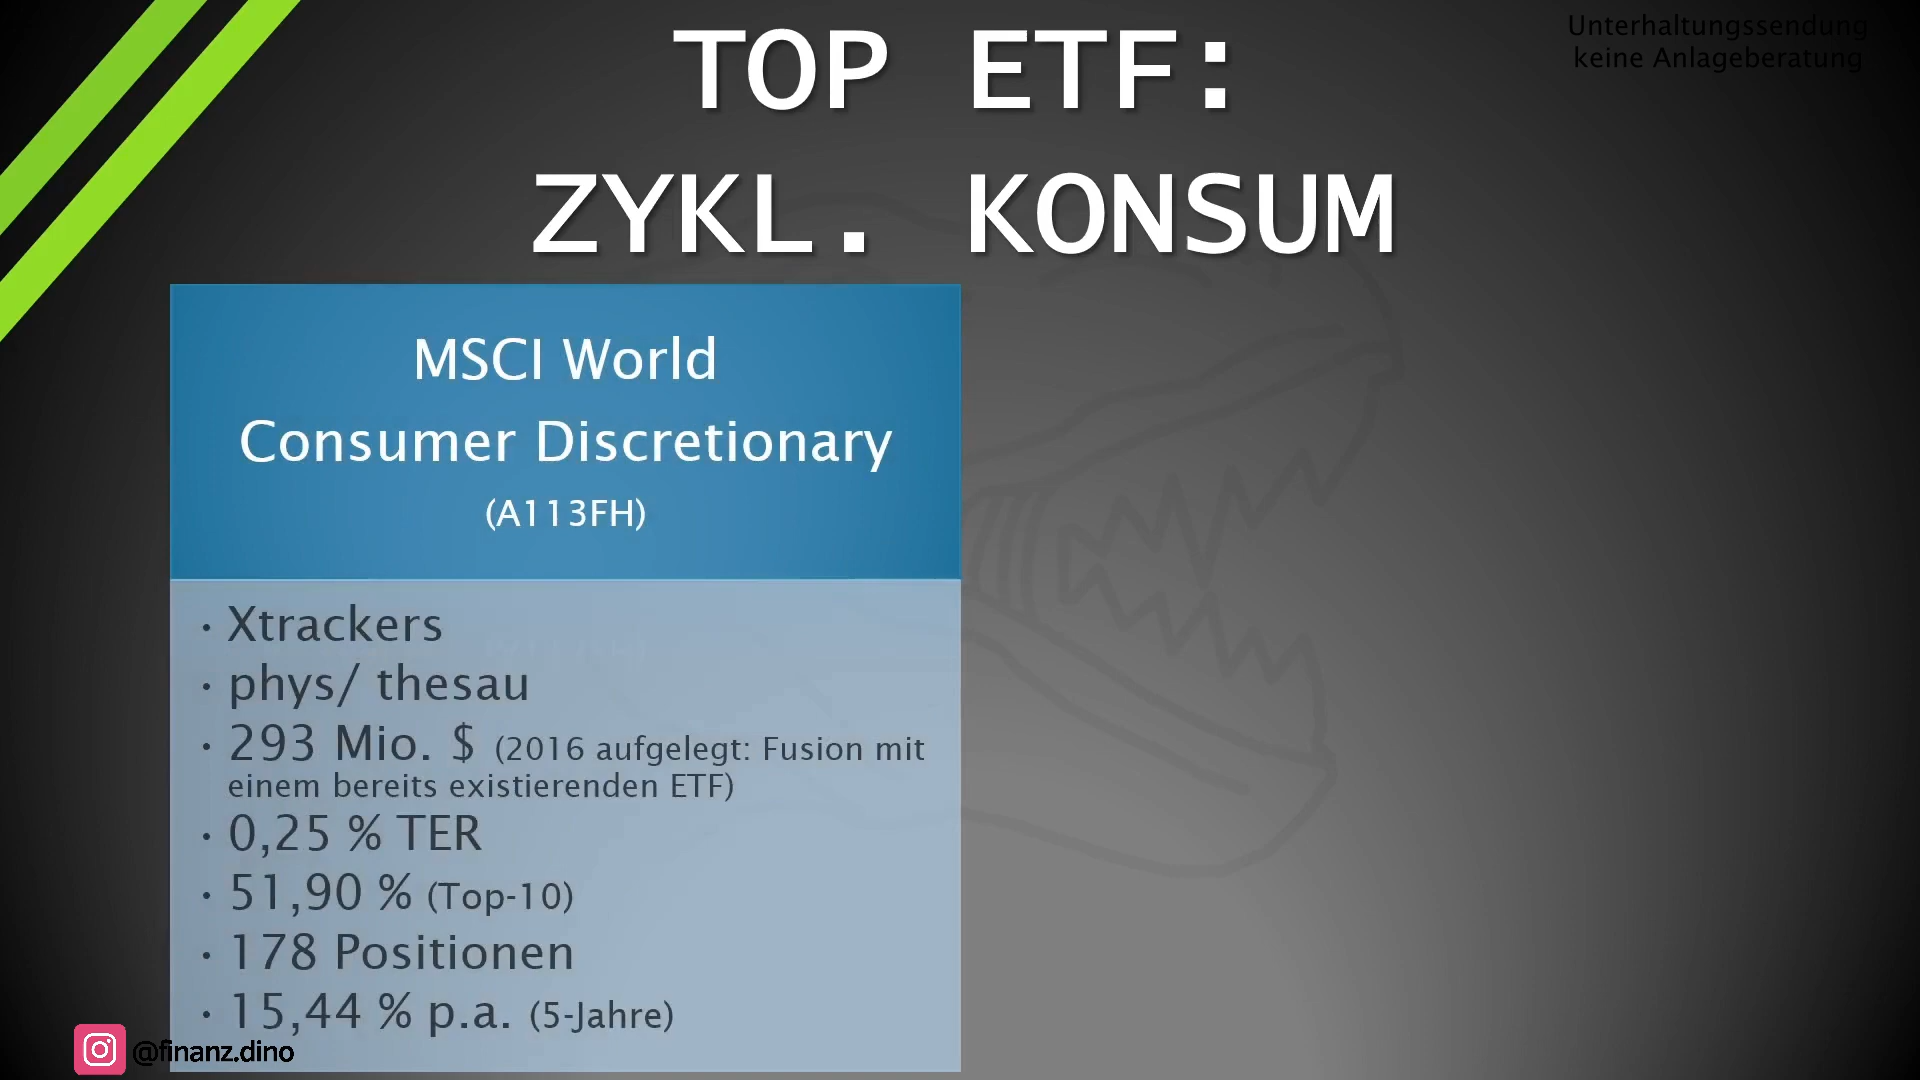 Unterhaltungssendung
keine Anlageberatung
TOP ETF:
ZYKL. KONSUM
MSCI World
Consumer Discretionary
(A113FH)
• Xtrackers
• phys/ thesau
• 293 Mio. $ (2016 aufgelegt: Fusion mit
einem bereits existierenden ETF)
• 0,25 % TER
• 51,90 % (Top-10)
• 178 Positionen
• 15,44 % p.a. (5-Jahre)
@finanz.dino